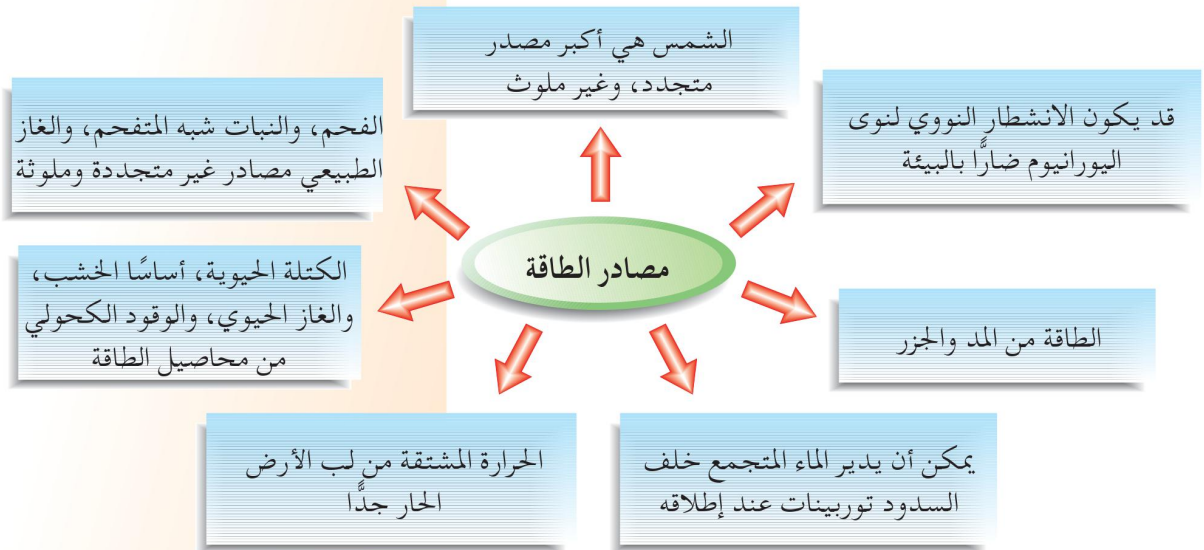 الشمس هي أكبر مصدر
متجدد، وغير ملوث
قد يكون الانشطار النووي لنوى
اليورانيوم ضارًّا بالبيئة
الفحم، والنبات شبه المتفحم، والغاز
الطبيعي مصادر غير متجددة وملوثة
مصادر الطاقة
الكتلة الحيوية، أساسًا الخشب،
والغاز الحيوي، والوقود الكحولي
من محاصيل الطاقة
الطاقة من المد والجزر
يمكن أن يدير الماء المتجمع خلف
السدود توربينات عند إطلاقه
الحرارة المشتقة من لب الأرض
الحار جدًّا